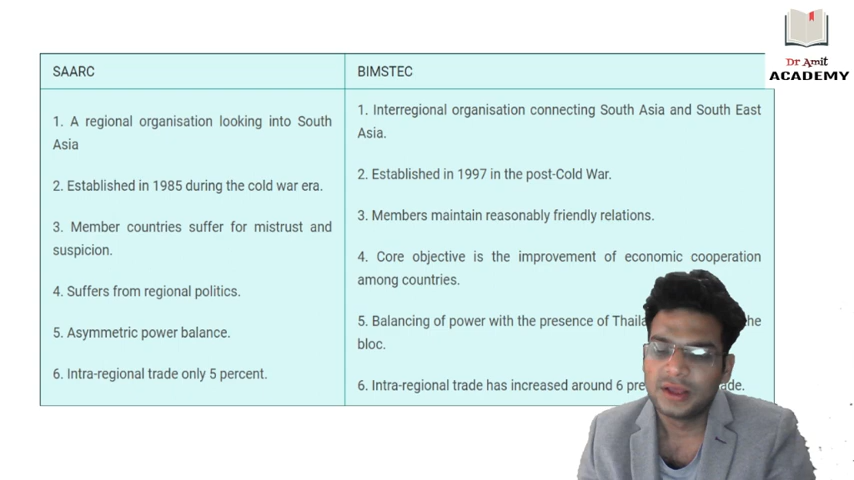 Dr Amit
ACADEMY
SAARC
1. A regional organisation looking into South
Asia
2. Established in 1985 during the cold war era.
3. Member countries suffer for mistrust and
suspicion.
4. Suffers from regional politics.
5. Asymmetric power balance.
6. Intra-regional trade only 5 percent.
BIMSTEC
1. Interregional organisation connecting South Asia and South East
Asia.
2. Established in 1997 in the post-Cold War.
3. Members maintain reasonably friendly relations.
4. Core objective is the improvement of economic cooperation
among countries.
5. Balancing of power with the presence of
bloc.
6. Intra-regional trade has increased around 6